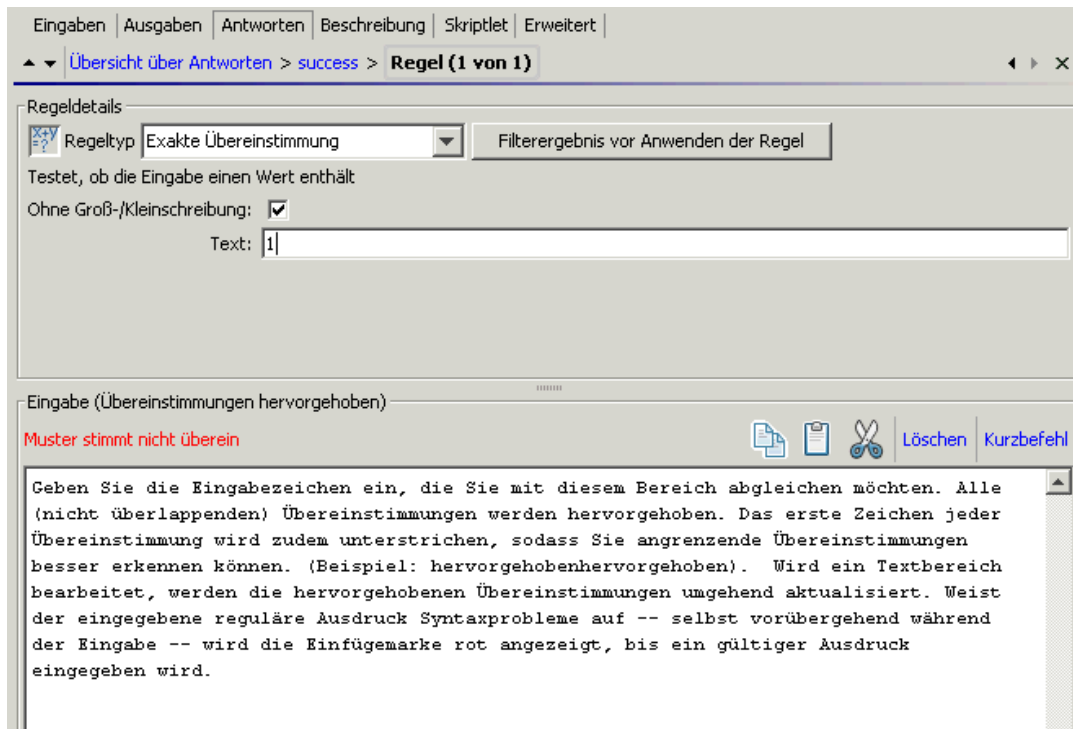 Eingaben | Ausgaben | Antworten | Beschreibung | Skriptlet | Erweitert |
Übersicht über Antworten > success > Regel (1 von 1)
Regeldetails
X+Y
=?
Regeltyp Exakte Übereinstimmung Filterergebnis vor Anwenden der Regel
Testet, ob die Eingabe einen Wert enthält
Ohne Groß-/Kleinschreibung:
Text: 1
Eingabe (Übereinstimmungen hervorgehoben)
Muster stimmt nicht überein Löschen Kurzbefehl
Geben Sie die Eingabezeichen ein, die Sie mit diesem Bereich abgleichen möchten. Alle
(nicht überlappenden) Übereinstimmungen werden hervorgehoben. Das erste Zeichen jeder
Übereinstimmung wird zudem unterstrichen, sodass Sie angrenzende Übereinstimmungen
besser erkennen können. (Beispiel: hervorgehobenhervorgehoben).  Wird ein Textbereich
bearbeitet, werden die hervorgehobenen Übereinstimmungen umgehend aktualisiert. Weist
der eingegebene reguläre Ausdruck Syntaxprobleme auf -- selbst vorübergehend während
der Eingabe -- wird die Einfügemarke rot angezeigt, bis ein gültiger Ausdruck
eingegeben wird.